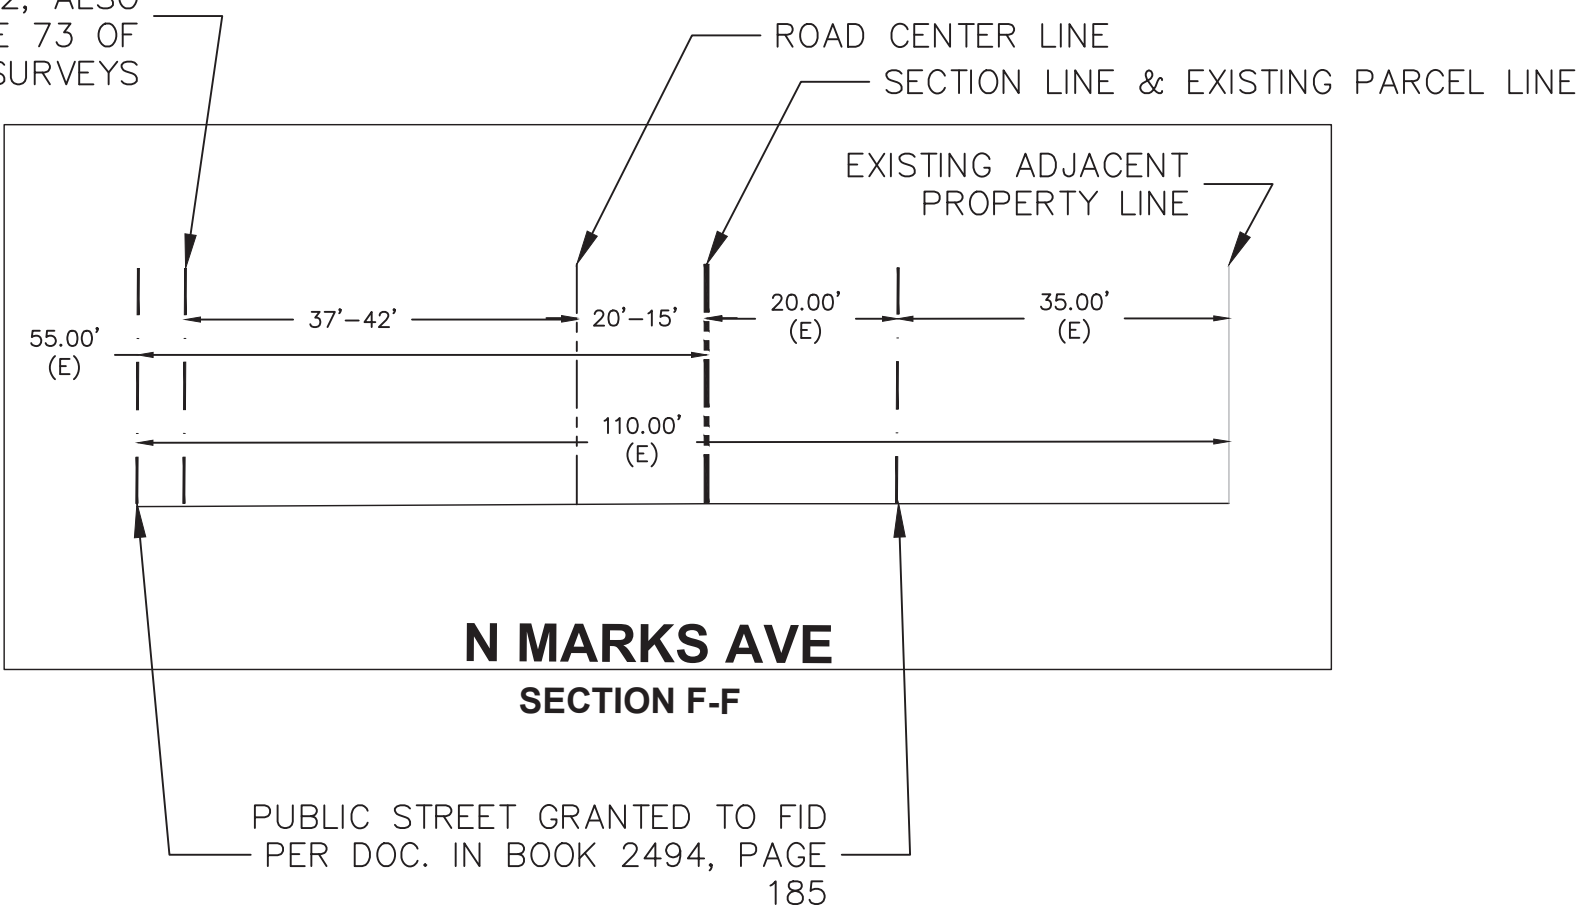 2, ALSO
E 73 OF
SURVEYS
ROAD CENTER LINE
SECTION LINE & EXISTING PARCEL LINE
EXISTING ADJACENT
PROPERTY LINE
37'-42'
20'-15'
20.00'
(E)
35.00'
(E)
55.00'
(E)
110.00'
(E)
N MARKS AVE
SECTION F-F
PUBLIC STREET GRANTED TO FID
PER DOC. IN BOOK 2494, PAGE
185